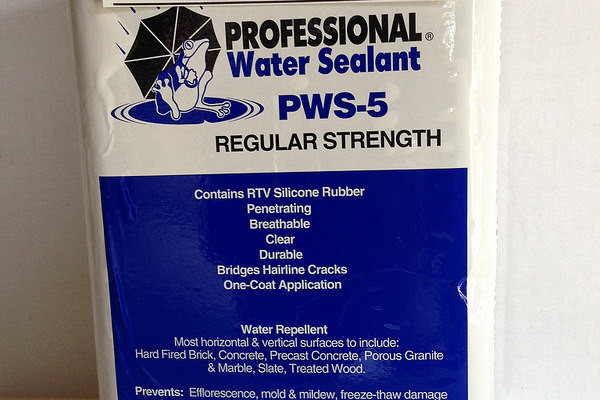 PROFESSIONAL®
Water Sealant
PWS-5
REGULAR STRENGTH
Contains RTV Silicone Rubber
Penetrating
Breathable
Clear
Durable
Bridges Hairline Cracks
One-Coat Application
Water Repellent
Most horizontal & vertical surfaces to include:
Hard Fired Brick, Concrete, Precast Concrete, Porous Granite
& Marble, Slate, Treated Wood.
Prevents: Efflorescence, mold & mildew, freeze-thaw damage